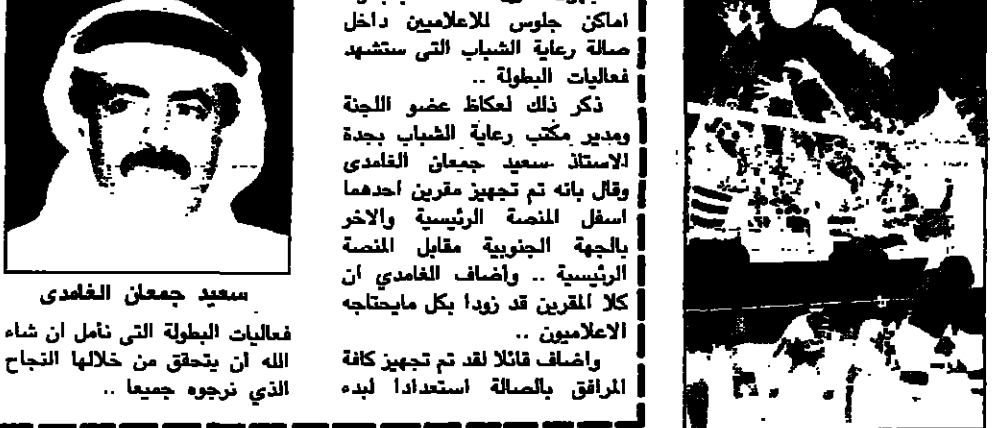 اماكن جلوس للاعلاميين داخل
صالة رعاية الشباب التى ستشهد
فعاليات البطولة ..
ذكر ذلك لعكاظ عضو اللجنة
ومدير مكتب رعاية الشباب بجدة
الاستاذ سعيد جمعان الغامدى
وقال بانه تم تجهيز مقرين احدهما
اسفل المنصة الرئيسية والاخر
بالجهة الجنوبية مقابل المنصة
الرئيسية .. وأضاف الغامدي ان
كلا المقرين قد زودا بكل مايحتاجه
الاعلاميون ..
واضاف قائلا لقد تم تجهيز كافة
المرافق بالصالة استعدادا لبدء
سعيد جمعان الغامدى
فعاليات البطولة التى نأمل ان شاء
الله أن يتحقق من خلالها النجاح
الذي نرجوه جميعا ..